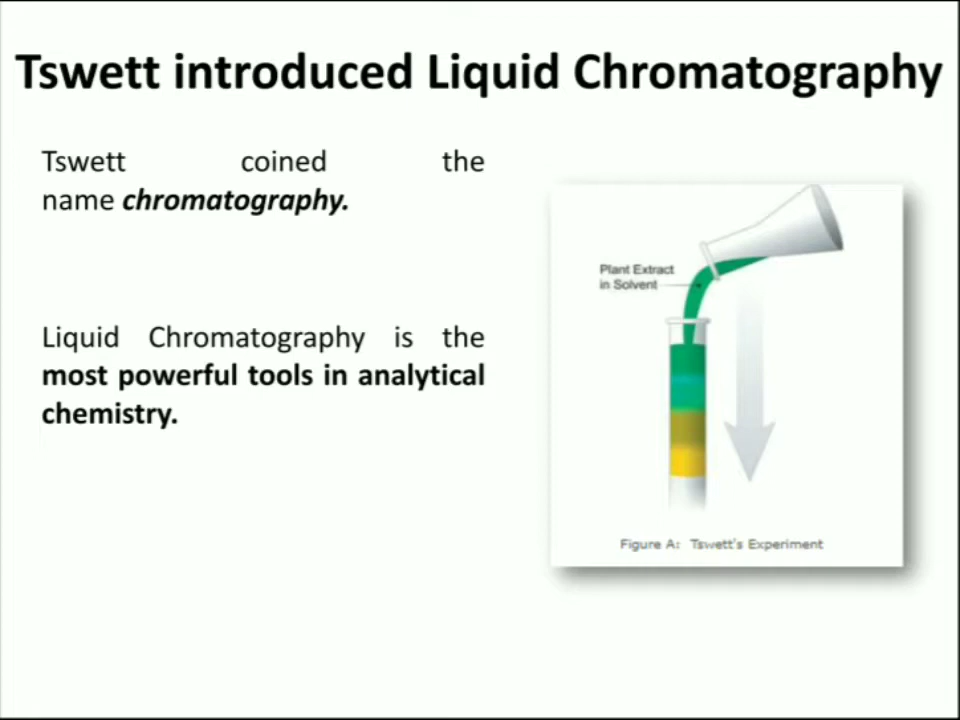 Tswett introduced Liquid Chromatography
Tswett coined the
name chromatography.
Liquid Chromatography is the
most powerful tools in analytical
chemistry.
Plant Extract
in Solvent
Figure A: Tswett's Experiment